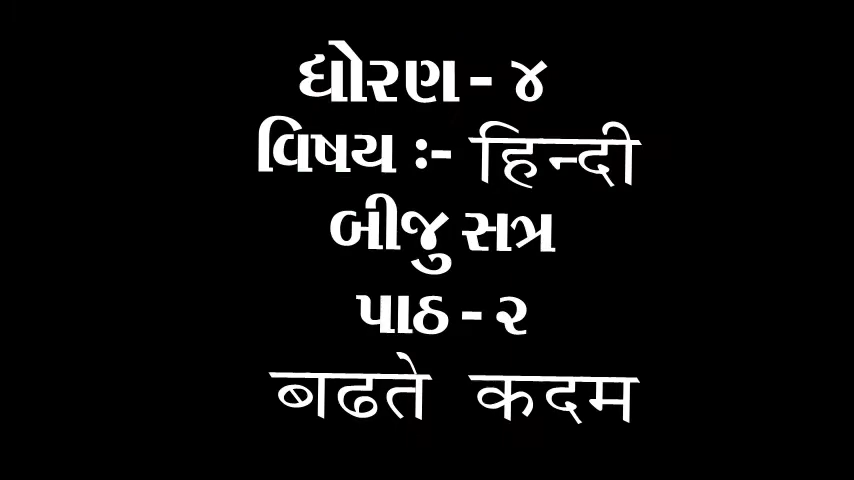 ધોરણ - ૪
વિષય :- हिन्दी
બીજુ સત્ર
પાઠ - ૨
बढते कदम